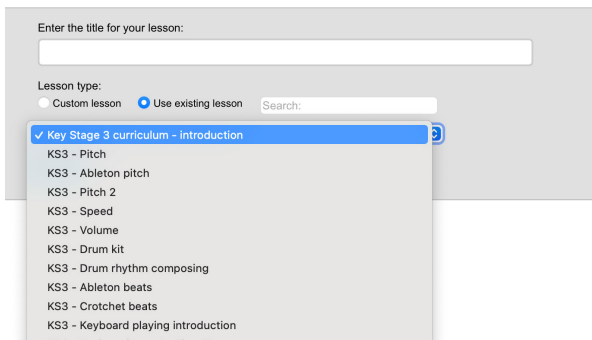 Enter the title for your lesson:
Lesson type:
Custom lesson Use existing lesson Search:
✓ Key Stage 3 curriculum - introduction
KS3 - Pitch
KS3 - Ableton pitch
KS3 - Pitch 2
KS3 - Speed
KS3 - Volume
KS3 - Drum kit
KS3 - Drum rhythm composing
KS3 - Ableton beats
KS3 - Crotchet beats
KS3 - Keyboard playing introduction